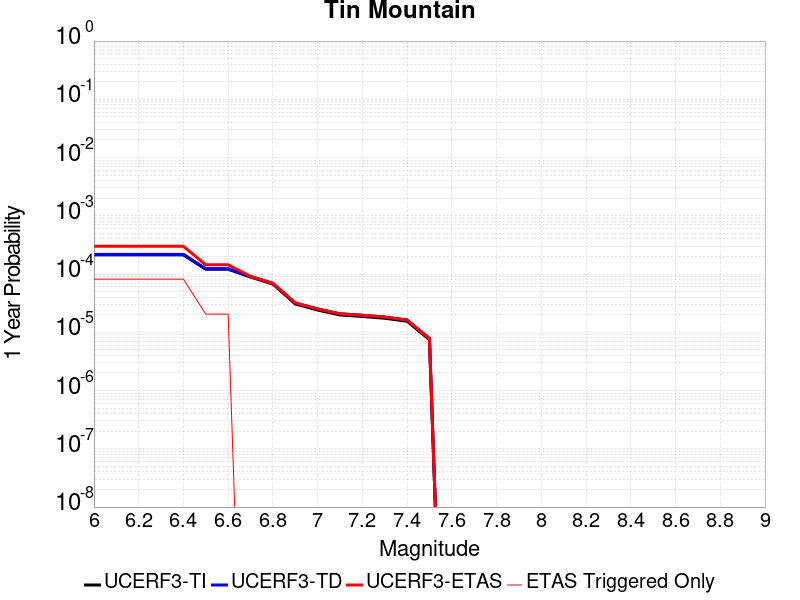 Tin Mountain
1 Year Probability
10^0
10^-1
10^-2
10^-3
10^-4
10^-5
10^-6
10^-7
10^-8
6 6.2 6.4 6.6 6.8 7 7.2 7.4 7.6 7.8 8 8.2 8.4 8.6 8.8 9
Magnitude
UCERF3-TI UCERF3-TD UCERF3-ETAS ETAS Triggered Only